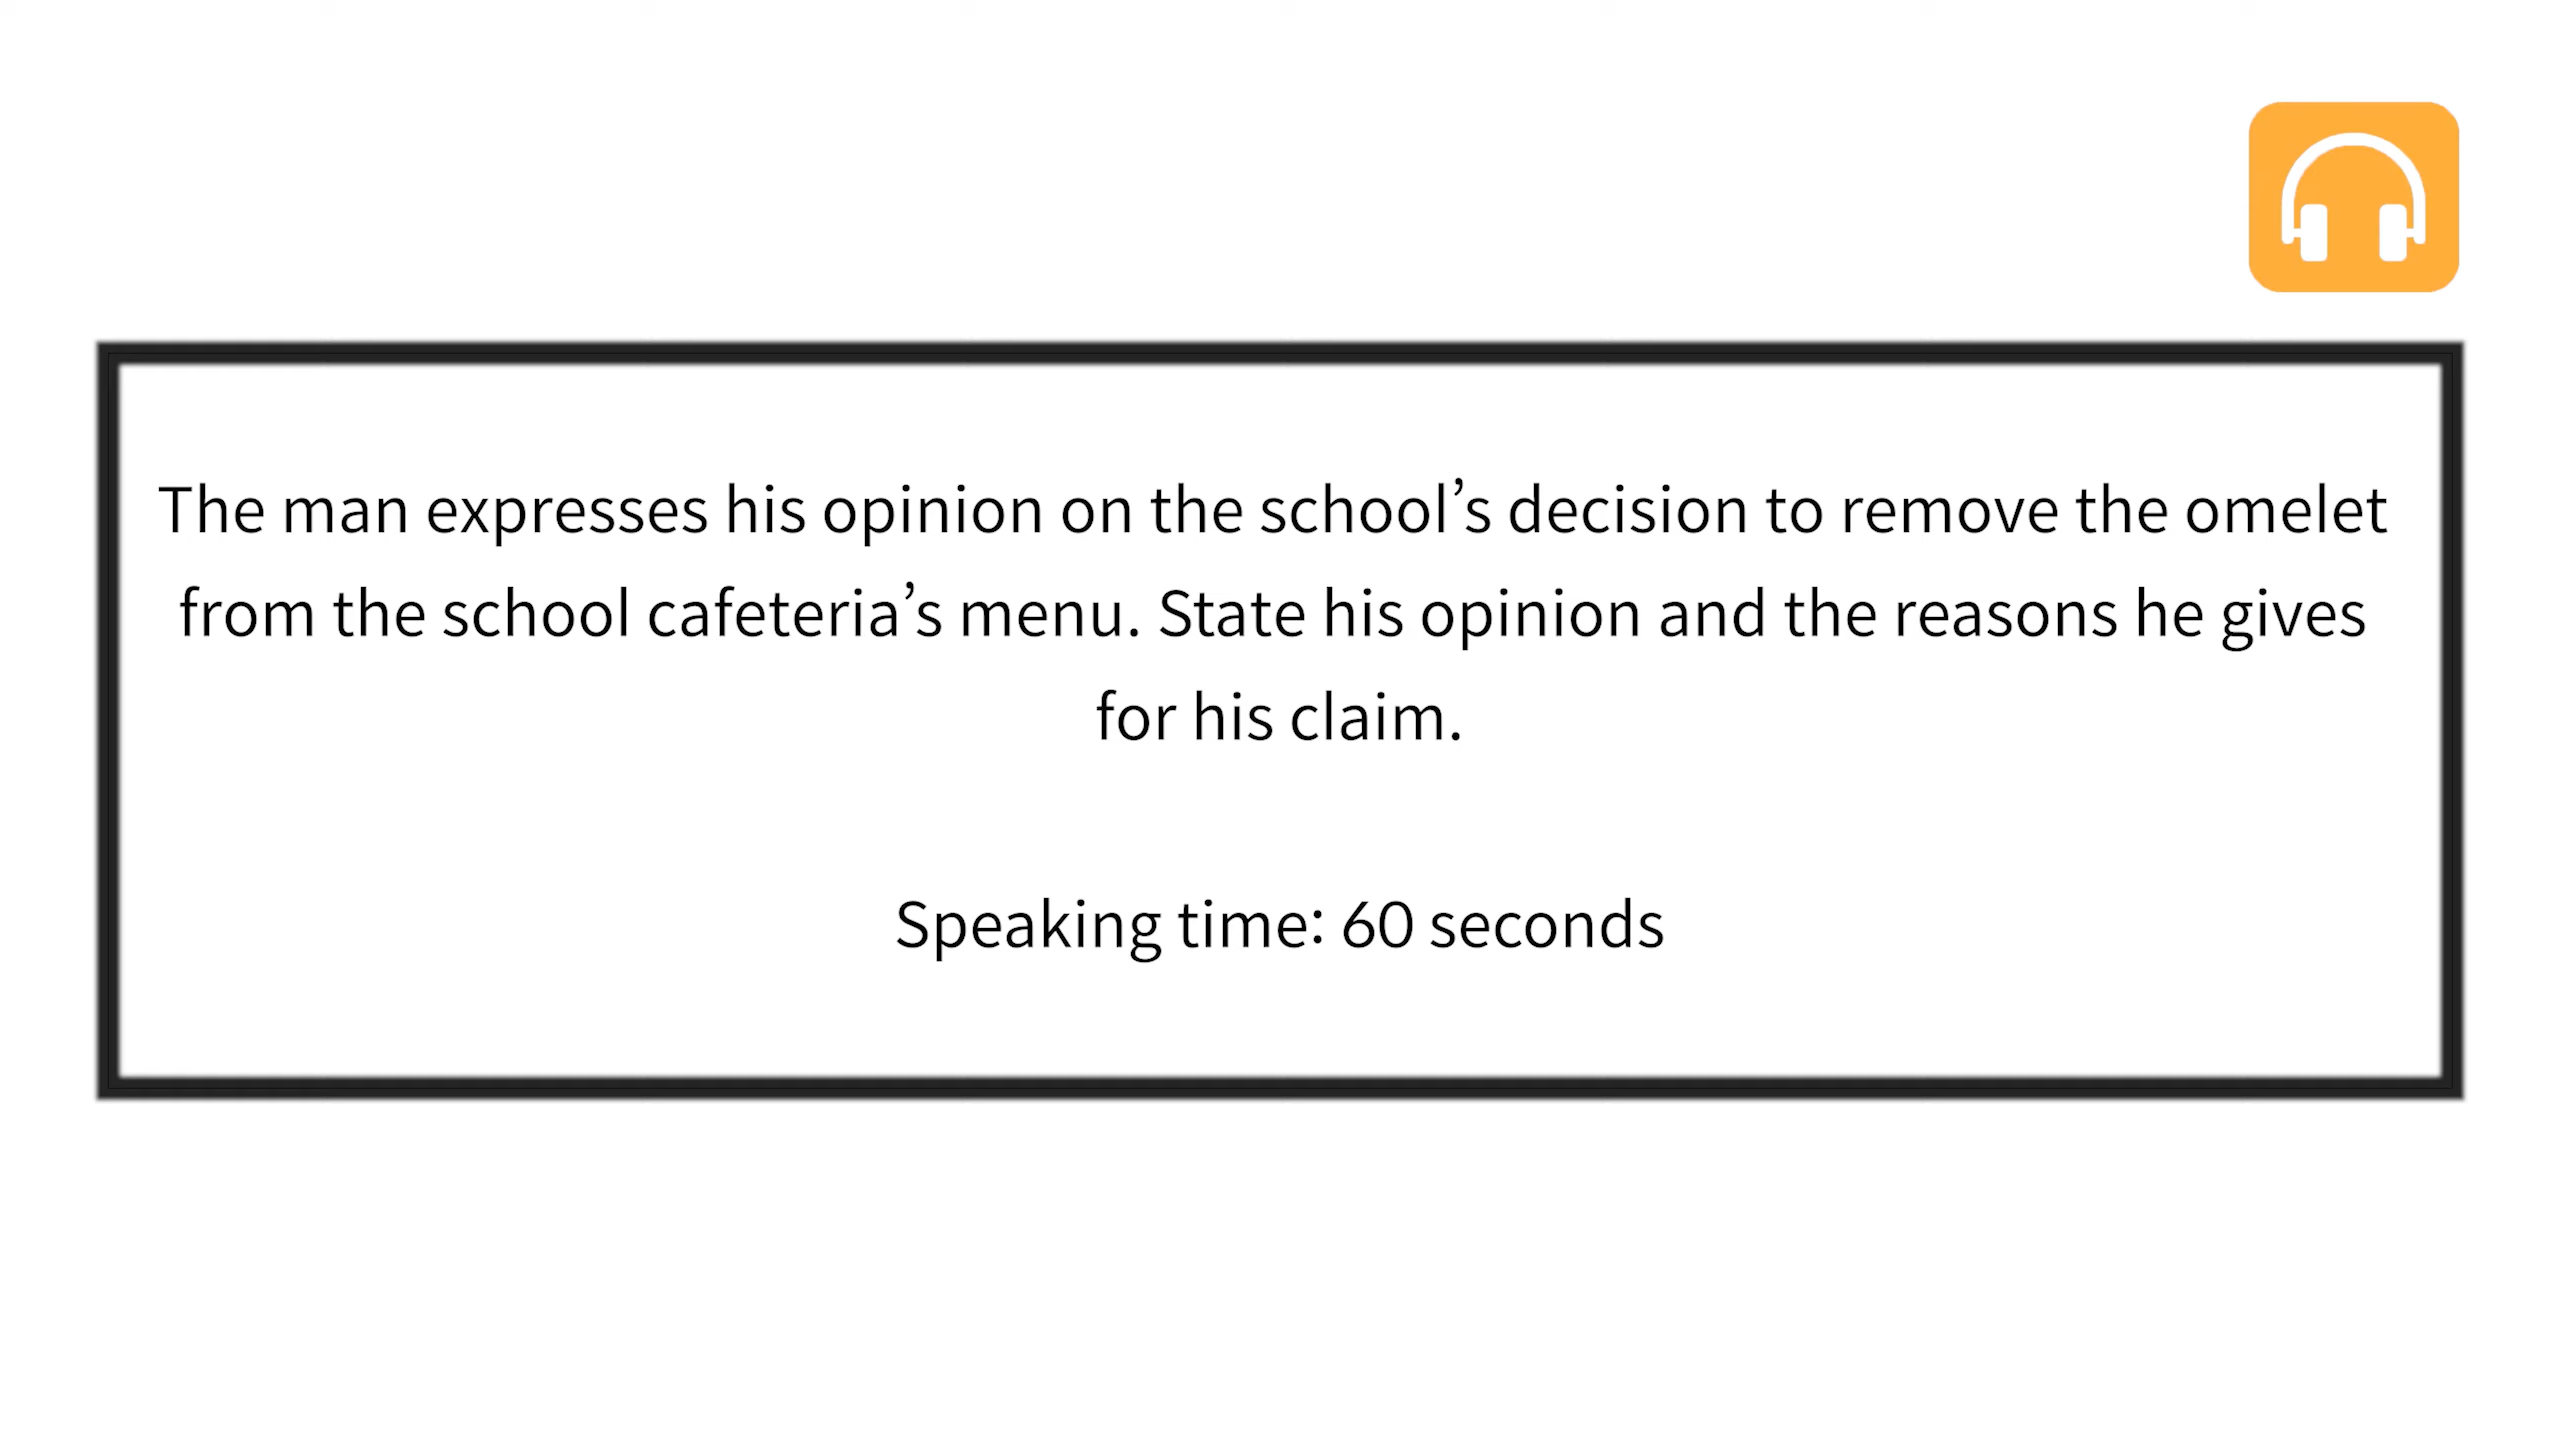 The man expresses his opinion on the school’s decision to remove the omelet
from the school cafeteria’s menu. State his opinion and the reasons he gives
for his claim.
Speaking time: 60 seconds